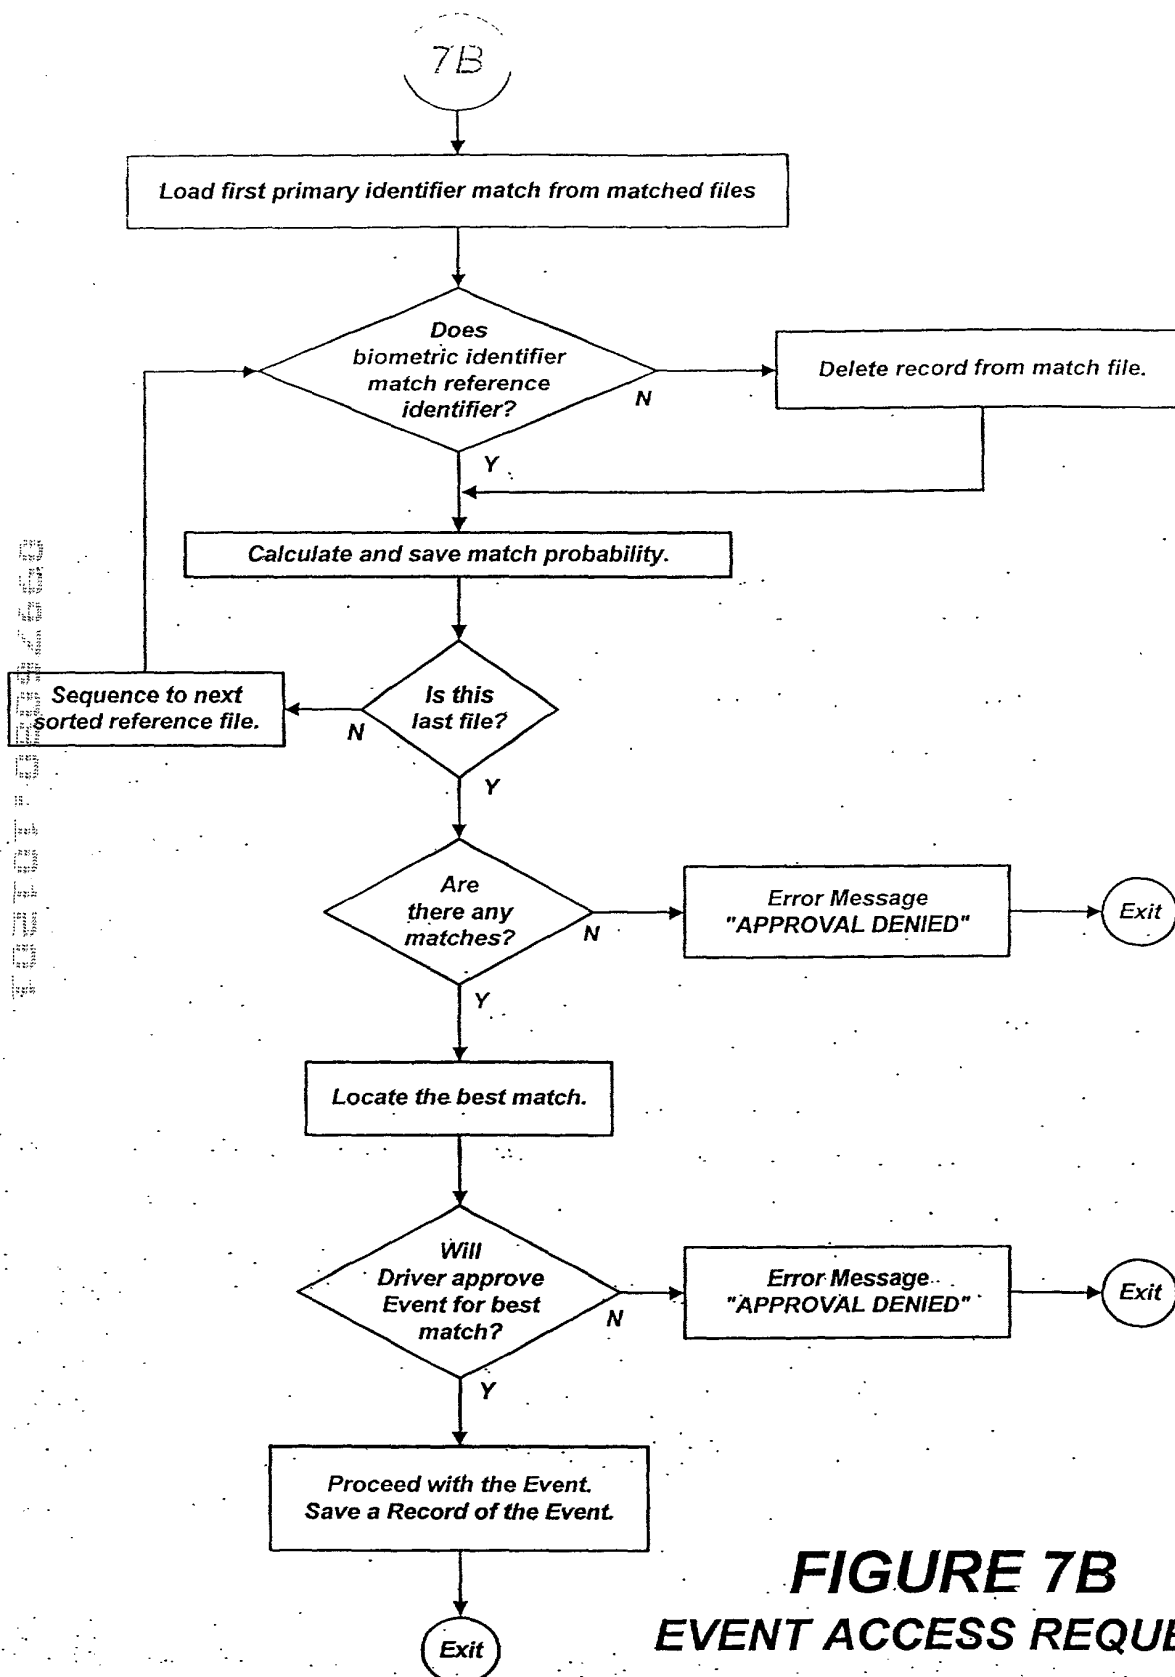 7B
Load first primary identifier match from matched files
Does
biometric identifier
match reference
identifier?
N
Delete record from match file.
Y
Calculate and save match probability.
Is this
last file?
N
Sequence to next
sorted reference file.
Y
Are
there any
matches?
N
Error Message
"APPROVAL DENIED"
Exit
Y
Locate the best match.
Will
Driver approve
Event for best
match?
N
Error Message
"APPROVAL DENIED"
Exit
Y
Proceed with the Event.
Save a Record of the Event.
Exit
FIGURE 7B
EVENT ACCESS